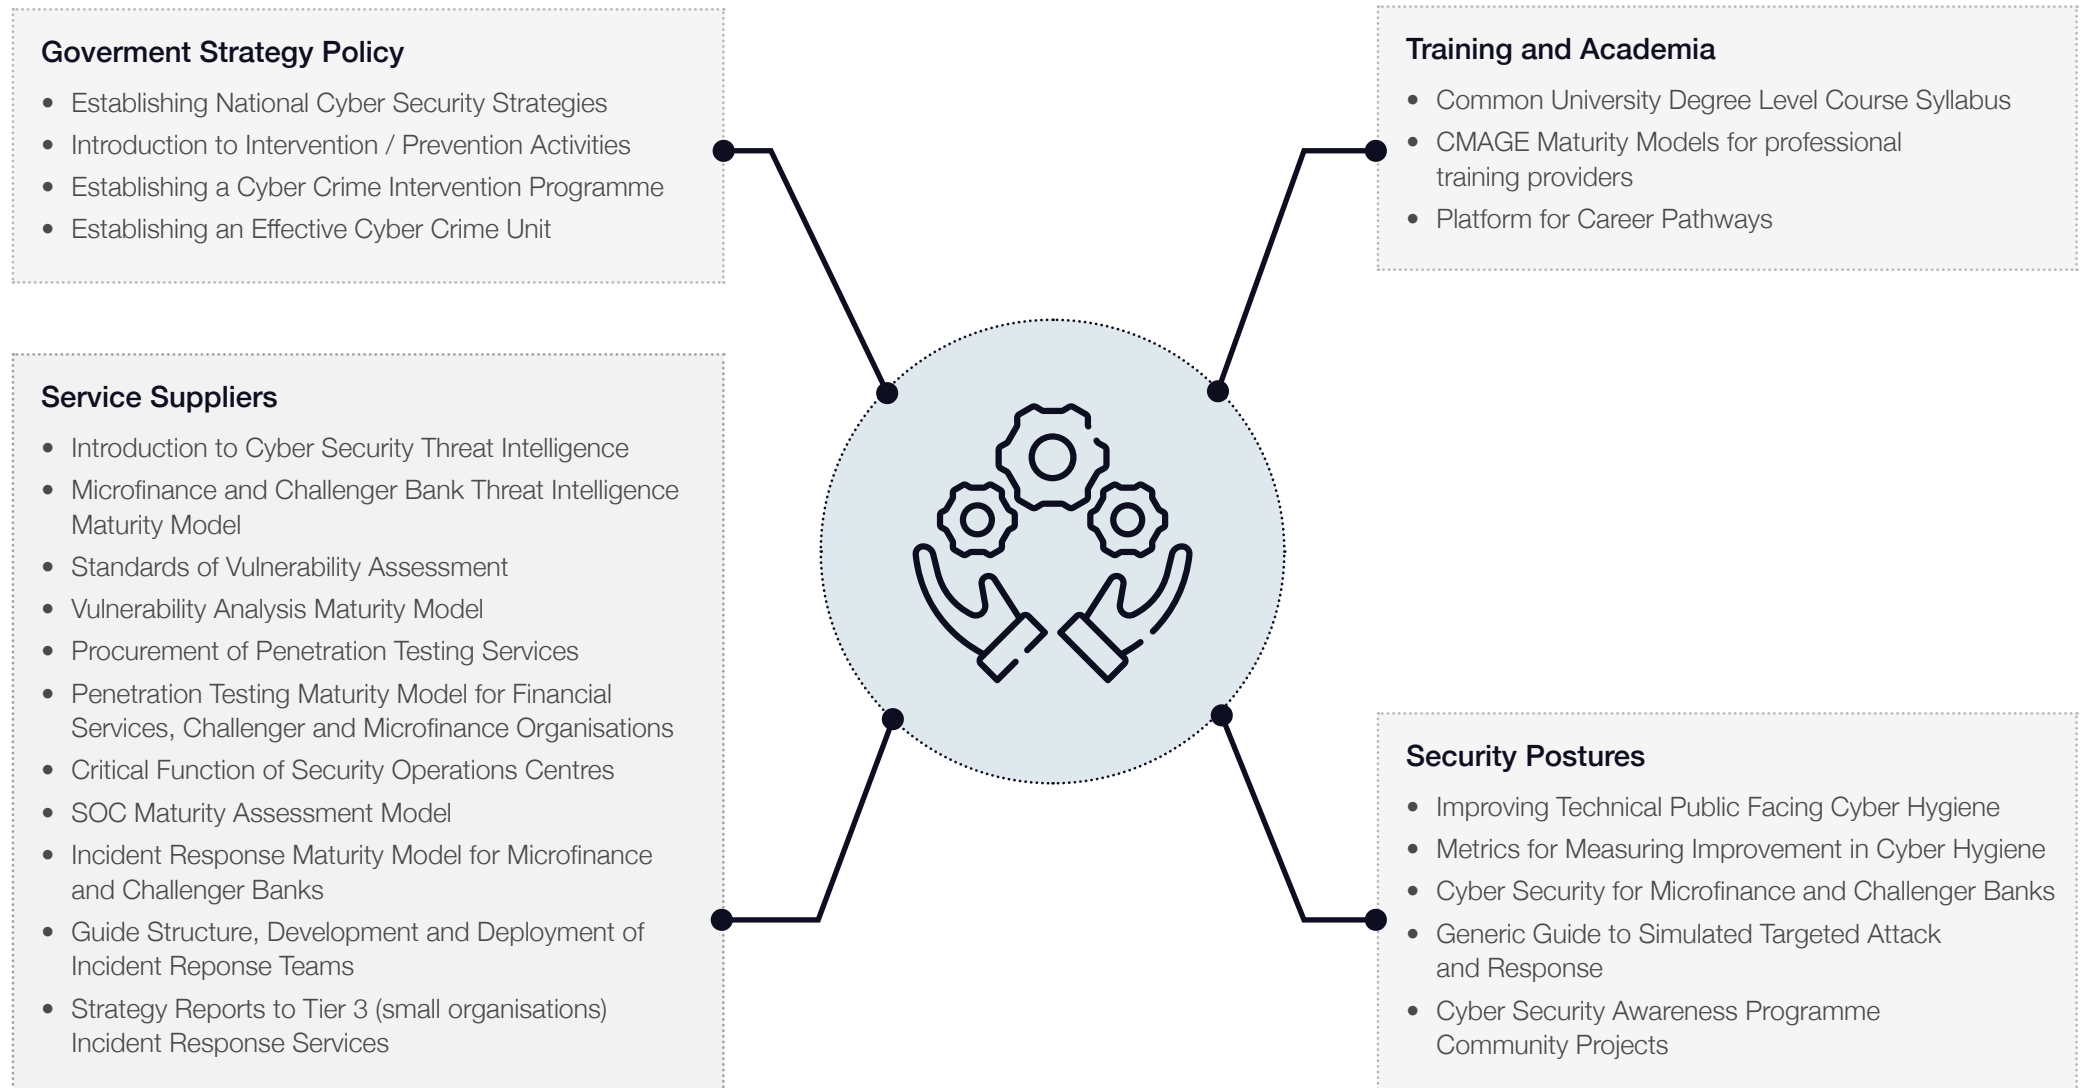 Goverment Strategy Policy
• Establishing National Cyber Security Strategies
• Introduction to Intervention / Prevention Activities
• Establishing a Cyber Crime Intervention Programme
• Establishing an Effective Cyber Crime Unit
Service Suppliers
• Introduction to Cyber Security Threat Intelligence
• Microfinance and Challenger Bank Threat Intelligence
Maturity Model
• Standards of Vulnerability Assessment
• Vulnerability Analysis Maturity Model
• Procurement of Penetration Testing Services
• Penetration Testing Maturity Model for Financial
Services, Challenger and Microfinance Organisations
• Critical Function of Security Operations Centres
• SOC Maturity Assessment Model
• Incident Response Maturity Model for Microfinance
and Challenger Banks
• Guide Structure, Development and Deployment of
Incident Reponse Teams
• Strategy Reports to Tier 3 (small organisations)
Incident Response Services
Training and Academia
• Common University Degree Level Course Syllabus
• CMAGE Maturity Models for professional
training providers
• Platform for Career Pathways
Security Postures
• Improving Technical Public Facing Cyber Hygiene
• Metrics for Measuring Improvement in Cyber Hygiene
• Cyber Security for Microfinance and Challenger Banks
• Generic Guide to Simulated Targeted Attack
and Response
• Cyber Security Awareness Programme
Community Projects